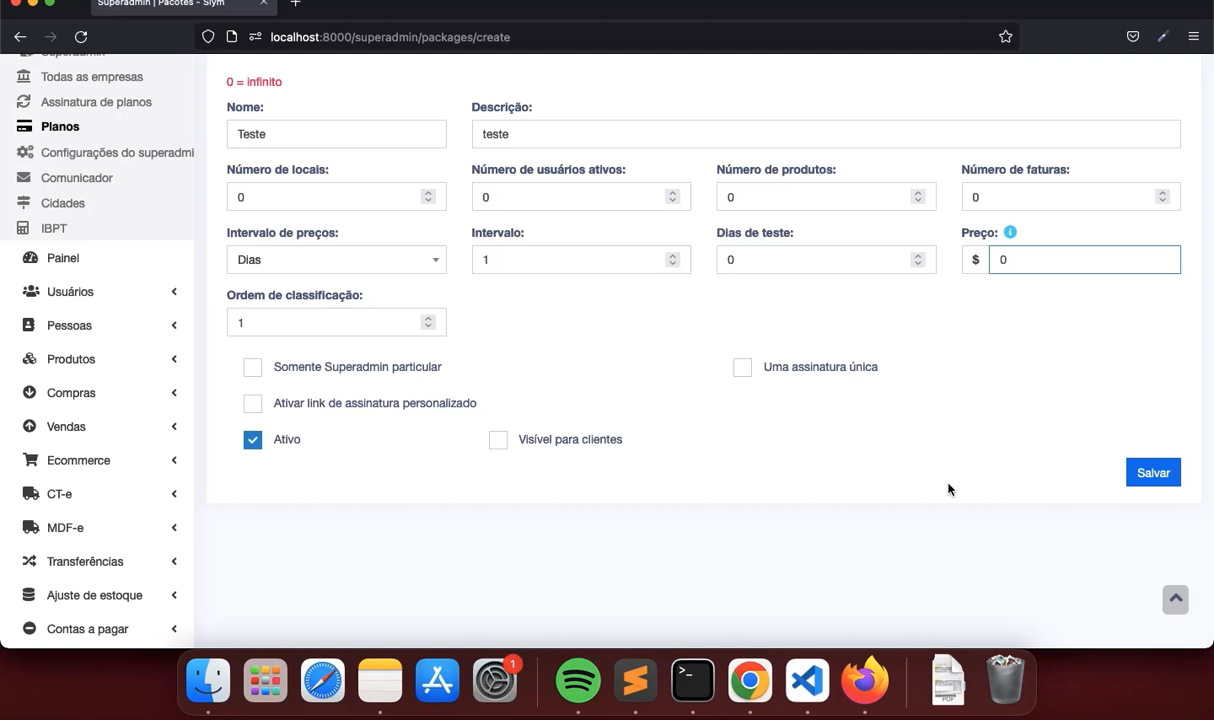 Superadmin | Pacotes - Slym
localhost:8000/superadmin/packages/create
Superadmin
Todas as empresas
Assinatura de planos
Planos
Configurações do superadmi
Comunicador
Cidades
IBPT
Painel
Usuários
Pessoas
Produtos
Compras
Vendas
Ecommerce
CT-e
MDF-e
Transferências
Ajuste de estoque
Contas a pagar
0 = infinito
Nome:
Descrição:
Teste
teste
Número de locais:
Número de usuários ativos:
Número de produtos:
Número de faturas:
0
0
0
0
Intervalo de preços:
Intervalo:
Dias de teste:
Preço:
Dias
1
0
$ 0
Ordem de classificação:
1
Somente Superadmin particular
Uma assinatura única
Ativar link de assinatura personalizado
Ativo
Visível para clientes
Salvar
1
PDF